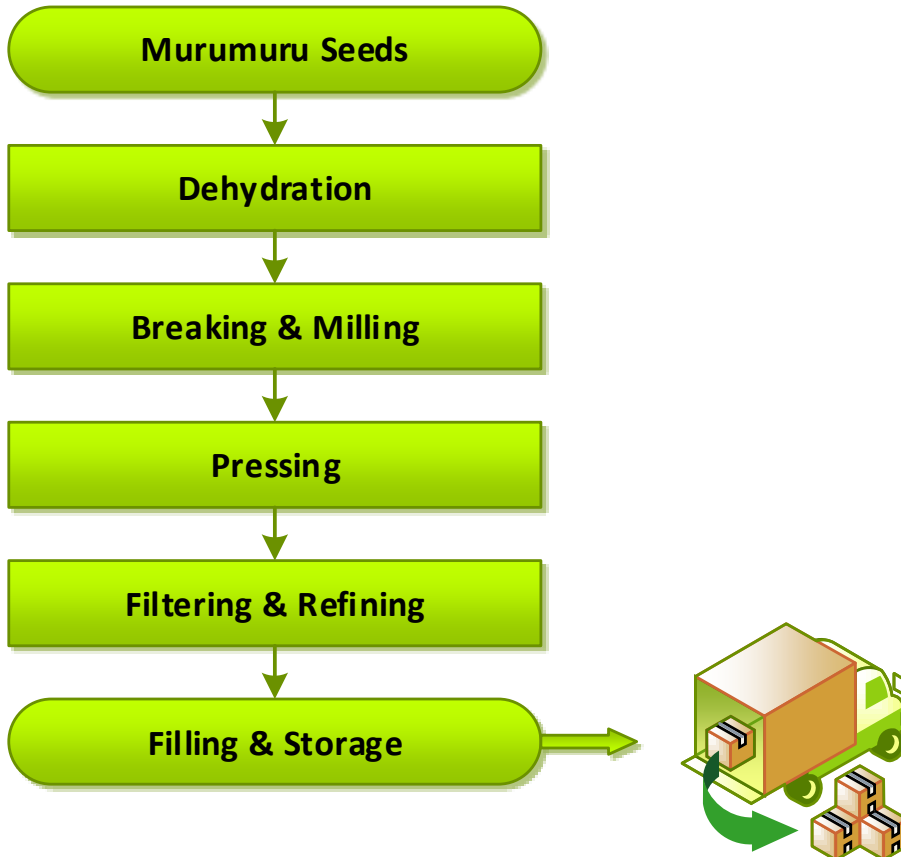 Murumuru Seeds
Dehydration
Breaking & Milling
Pressing
Filtering & Refining
Filling & Storage